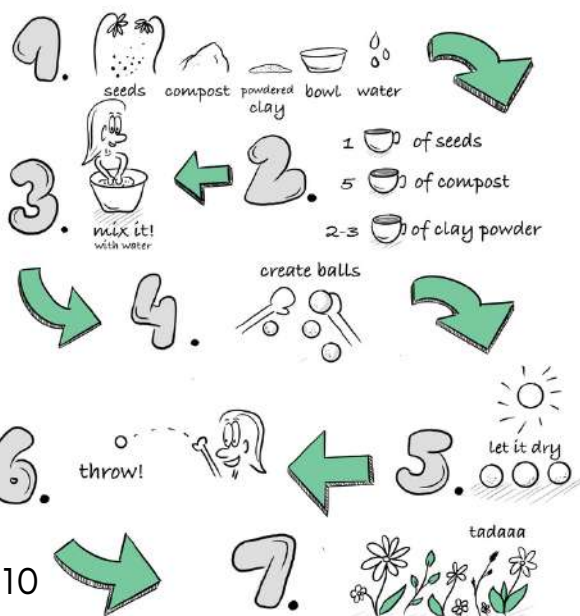 1.
seeds compost powdered clay bowl water
2.
1 of seeds
5 of compost
2-3 of clay powder
3.
mix it!
with water
4.
create balls
5.
let it dry
6.
throw!
7.
tadaaa
10